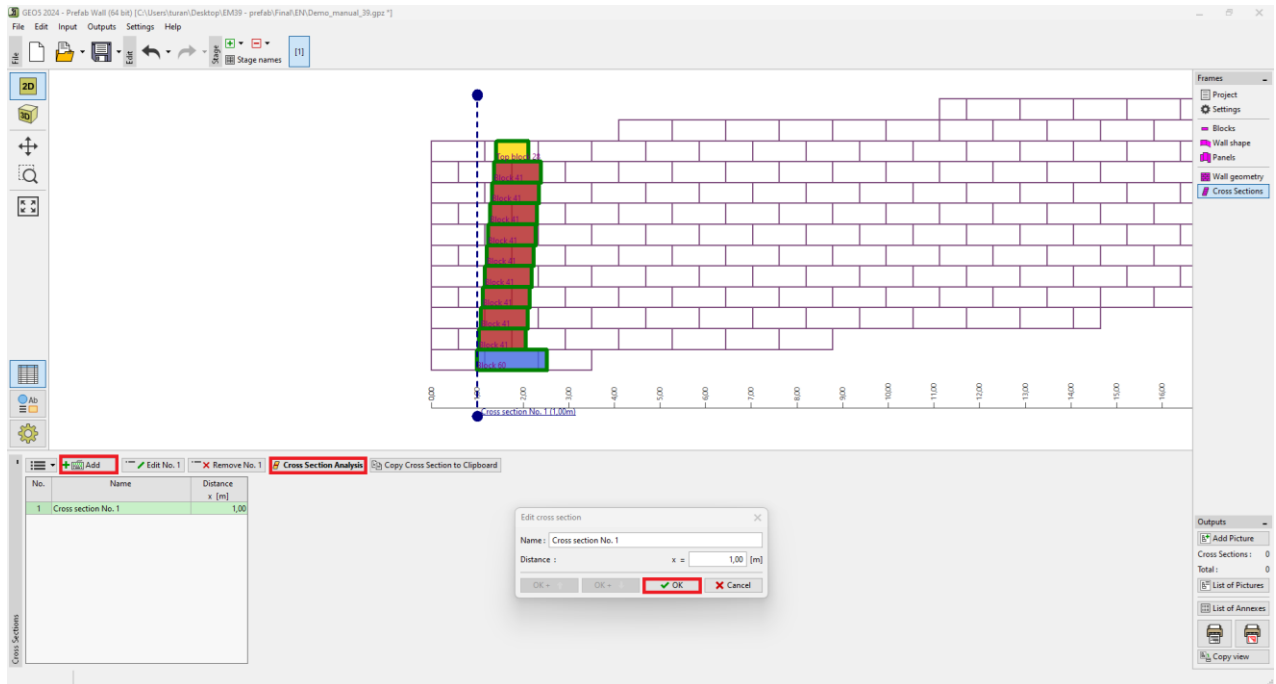 GEO5 2024 - Prefab Wall (64 bit) [C:\Users\turan\Desktop\EM39 - prefab\Final\EN\Demo_manual_39.gpz *]
File Edit Input Outputs Settings Help
File
Edit
Stage
Stage names
[1]
2D
3D
Frames
Project
Settings
Blocks
Wall shape
Panels
Wall geometry
Cross Sections
Top block 21
Block 41
Block 41
Block 41
Block 41
Block 41
Block 41
Block 41
Block 41
Block 41
Block 60
0,00 2,00 3,00 4,00 5,00 6,00 7,00 8,00 9,00 10,00 11,00 12,00 13,00 14,00 15,00 16,00
Cross section No. 1 (1,00m)
Ab
Add Edit No. 1 Remove No. 1 Cross Section Analysis Copy Cross Section to Clipboard
No. Name Distance
x [m]
1 Cross section No. 1 1,00
Edit cross section
Name : Cross section No. 1
Distance : x = 1,00 [m]
OK + OK + OK Cancel
Cross Sections
Outputs
Add Picture
Cross Sections : 0
Total : 0
List of Pictures
List of Annexes
Copy view